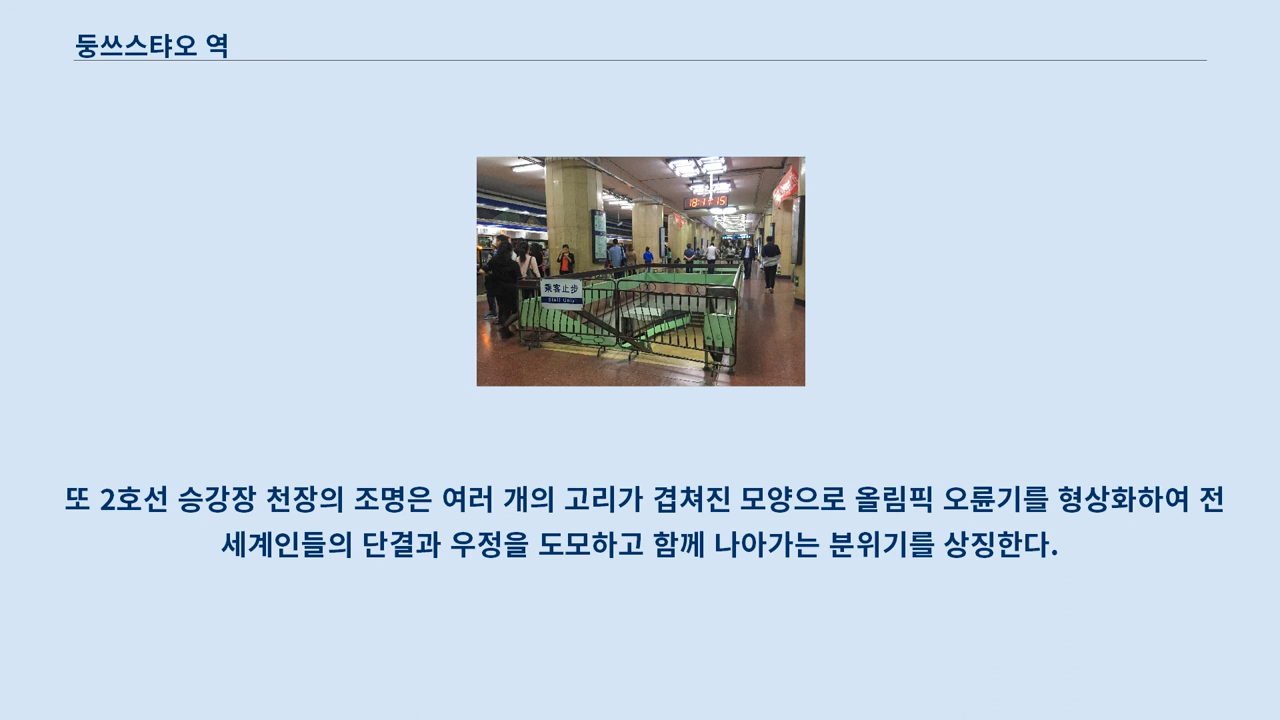 둥쓰스탸오 역
乘客止步
Staff Only
또 2호선 승강장 천장의 조명은 여러 개의 고리가 겹쳐진 모양으로 올림픽 오륜기를 형상화하여 전
세계인들의 단결과 우정을 도모하고 함께 나아가는 분위기를 상징한다.